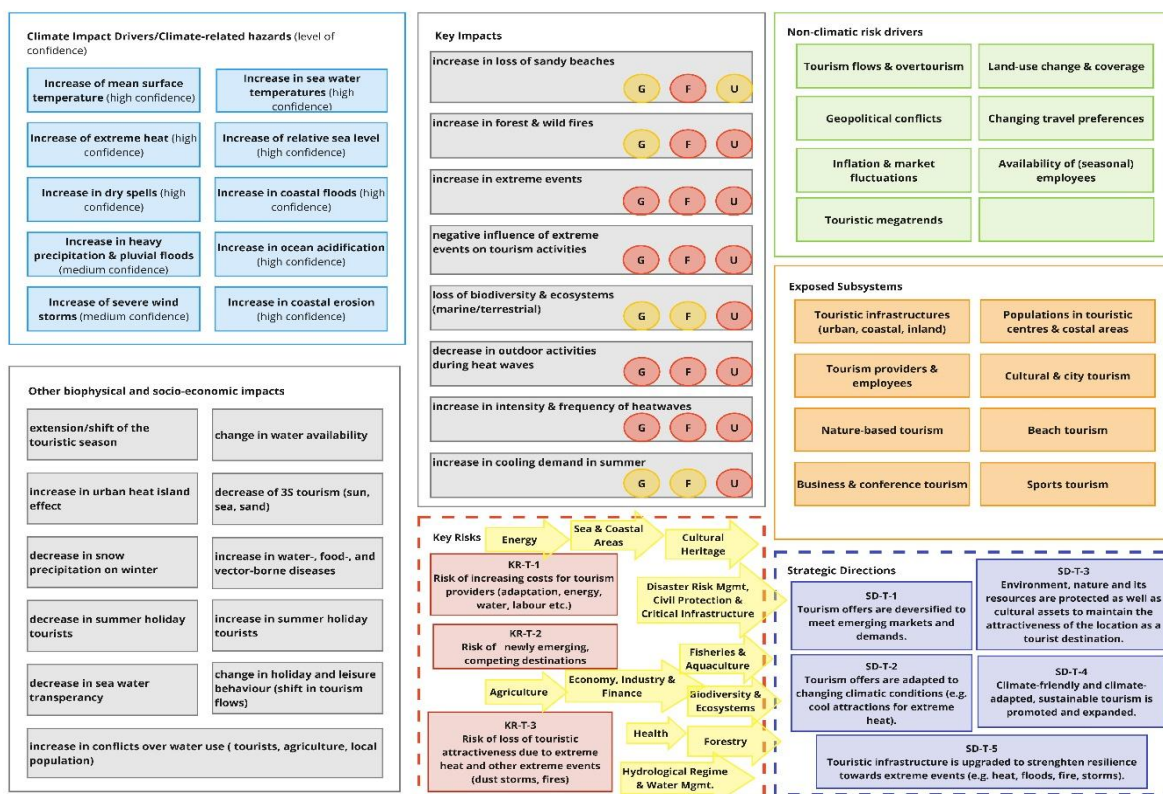 Climate Impact Drivers/Climate-related hazards (level of
confidence)
Increase of mean surface
temperature (high confidence)
Increase in sea water
temperatures (high
confidence)
Increase of extreme heat (high
confidence)
Increase of relative sea level
(high confidence)
Increase in dry spells (high
confidence)
Increase in coastal floods (high
confidence)
Increase in heavy
precipitation & pluvial floods
(medium confidence)
Increase in ocean acidification
(high confidence)
Increase of severe wind
storms (medium confidence)
Increase in coastal erosion
(high confidence)
Other biophysical and socio-economic impacts
extension/shift of the
touristic season
change in water availability
increase in urban heat island
effect
decrease of 3S tourism (sun,
sea, sand)
decrease in snow
precipitation on winter
increase in water-, food-, and
vector-borne diseases
decrease in summer holiday
tourists
increase in summer holiday
tourists
decrease in sea water
transperancy
change in holiday and leisure
behaviour (shift in tourism
flows)
increase in conflicts over water use ( tourists, agriculture, local
population)
Key Impacts
increase in loss of sandy beaches
G F U
increase in forest & wild fires
G F U
increase in extreme events
G F U
negative influence of extreme
events on tourism activities
G F U
loss of biodiversity & ecosystems
(marine/terrestrial)
G F U
decrease in outdoor activities
during heat waves
G F U
increase in intensity & frequency of heatwaves
G F U
increase in cooling demand in summer
G F U
Key Risks
Energy
Sea & Coastal
Areas
Cultural
Heritage
KR-T-1
Risk of increasing costs for tourism
providers (adaptation, energy,
water, labour etc.)
Disaster Risk Mgmt,
Civil Protection &
Critical Infrastructure
KR-T-2
Risk of newly emerging,
competing destinations
Fisheries &
Aquaculture
Agriculture
Economy, Industry &
Finance
Biodiversity &
Ecosystems
KR-T-3
Risk of loss of touristic
attractiveness due to extreme
heat and other extreme events
(dust storms, fires)
Health
Forestry
Hydrological Regime
& Water Mgmt.
Non-climatic risk drivers
Tourism flows & overtourism
Land-use change & coverage
Geopolitical conflicts
Changing travel preferences
Inflation & market
fluctuations
Availability of (seasonal)
employees
Touristic megatrends
Exposed Subsystems
Touristic infrastructures
(urban, coastal, inland)
Populations in touristic
centres & costal areas
Tourism providers &
employees
Cultural & city tourism
Nature-based tourism
Beach tourism
Business & conference tourism
Sports tourism
Strategic Directions
SD-T-1
Tourism offers are deversified to
meet emerging markets and
demands.
SD-T-3
Environment, nature and its
resources are protected as well as
cultural assets to maintain the
attractiveness of the location as a
tourist destination.
SD-T-2
Tourism offers are adapted to
changing climatic conditions (e.g.
cool attractions for extreme
heat).
SD-T-4
Climate-friendly and climate-
adapted, sustainable tourism is
promoted and expanded.
SD-T-5
Touristic infrastructure is upgraded to strenghten resilience
towards extreme events (e.g. heat, floods, fire, storms).